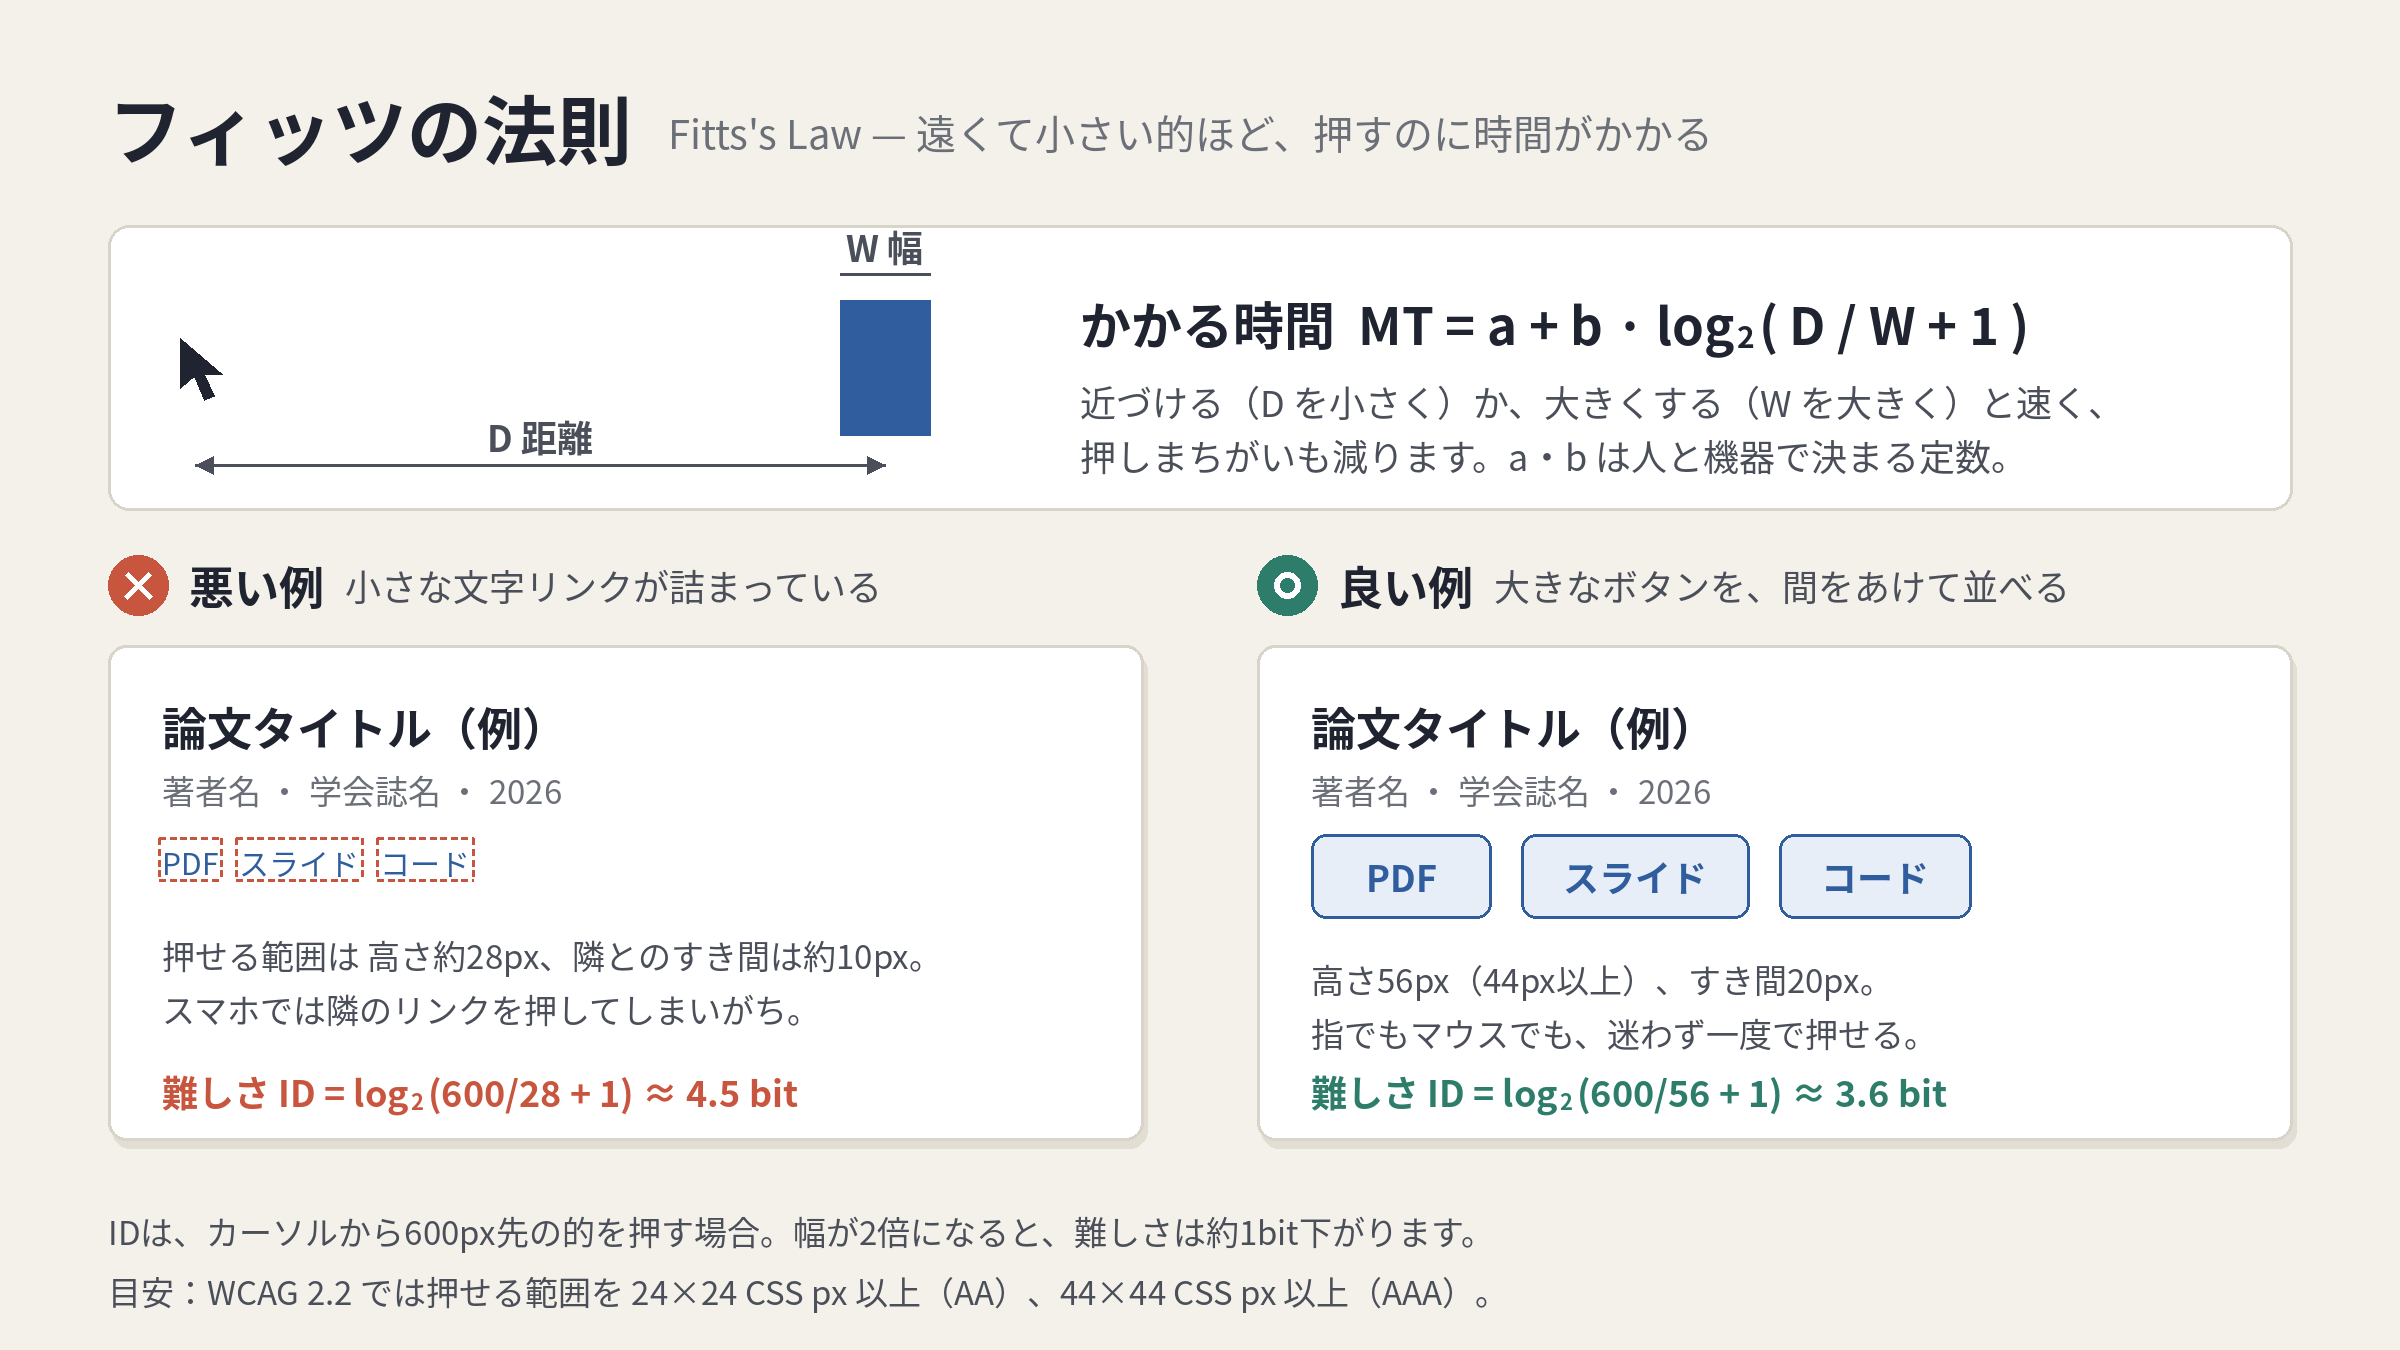 フィッツの法則 Fitts's Law — 遠くて小さい的ほど、押すのに時間がかかる
W 幅
D 距離
かかる時間 MT = a + b · log₂( D / W + 1 )
近づける（D を小さく）か、大きくする（W を大きく）と速く、
押しまちがいも減ります。a・b は人と機器で決まる定数。
悪い例 小さな文字リンクが詰まっている
論文タイトル（例）
著者名 ・ 学会誌名 ・ 2026
PDF スライド コード
押せる範囲は 高さ約28px、隣とのすき間は約10px。
スマホでは隣のリンクを押してしまいがち。
難しさ ID = log₂(600/28 + 1) ≈ 4.5 bit
良い例 大きなボタンを、間をあけて並べる
論文タイトル（例）
著者名 ・ 学会誌名 ・ 2026
PDF スライド コード
高さ56px（44px以上）、すき間20px。
指でもマウスでも、迷わず一度で押せる。
難しさ ID = log₂(600/56 + 1) ≈ 3.6 bit
IDは、カーソルから600px先の的を押す場合。幅が2倍になると、難しさは約1bit下がります。
目安：WCAG 2.2 では押せる範囲を 24×24 CSS px 以上（AA）、44×44 CSS px 以上（AAA）。